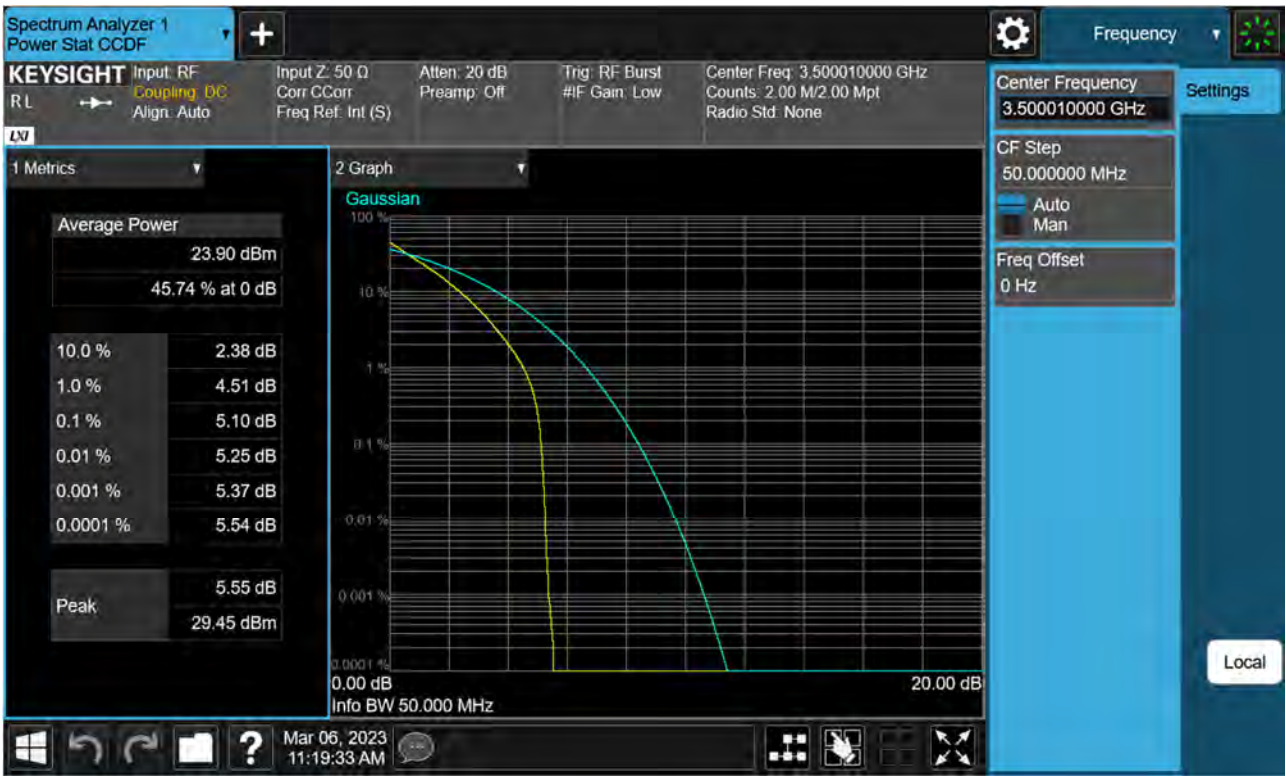 Spectrum Analyzer 1
Power Stat CCDF
+
Frequency
KEYSIGHT
R L
LXI
Input: RF
Coupling: DC
Align: Auto
Input Z: 50 Ω
Corr CCorr
Freq Ref: Int (S)
Atten: 20 dB
Preamp: Off
Trig: RF Burst
#IF Gain: Low
Center Freq: 3.500010000 GHz
Counts: 2.00 M/2.00 Mpt
Radio Std: None
Center Frequency
3.500010000 GHz
Settings
CF Step
50.000000 MHz
Auto
Man
Freq Offset
0 Hz
1 Metrics
Average Power
23.90 dBm
45.74 % at 0 dB
10.0 % 2.38 dB
1.0 % 4.51 dB
0.1 % 5.10 dB
0.01 % 5.25 dB
0.001 % 5.37 dB
0.0001 % 5.54 dB
Peak
5.55 dB
29.45 dBm
2 Graph
Gaussian
100 %
10 %
1 %
0.1 %
0.01 %
0.001 %
0.0001 %
0.00 dB 20.00 dB
Info BW 50.000 MHz
Local
?
Mar 06, 2023
11:19:33 AM